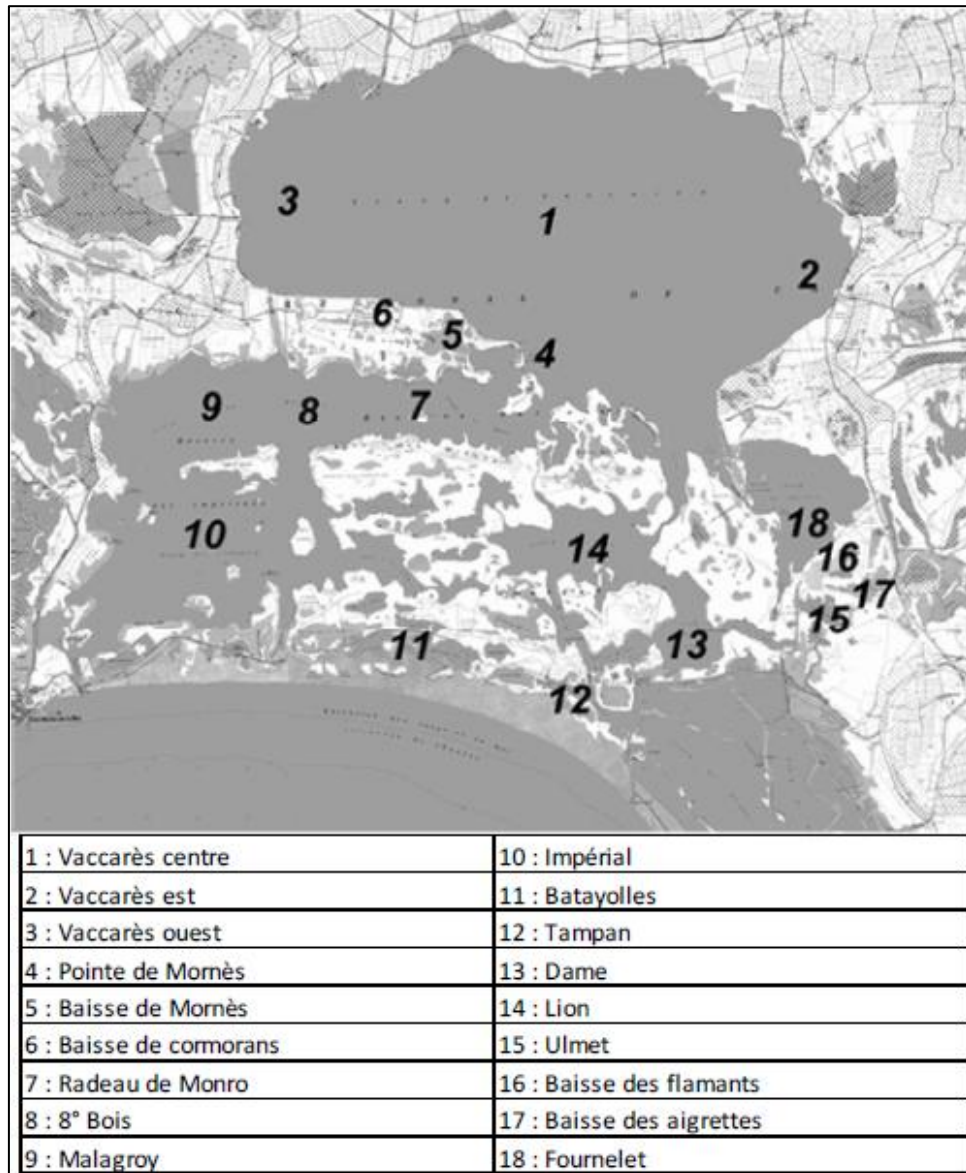 3
1
2
6
5
4
9
8
7
10
14
18
16
17
15
11
13
12
1 : Vaccarès centre
10 : Impérial
2 : Vaccarès est
11 : Batayolles
3 : Vaccarès ouest
12 : Tampan
4 : Pointe de Mornès
13 : Dame
5 : Baisse de Mornès
14 : Lion
6 : Baisse de cormorans
15 : Ulmet
7 : Radeau de Monro
16 : Baisse des flamants
8 : 8° Bois
17 : Baisse des aigrettes
9 : Malagroy
18 : Fournelet